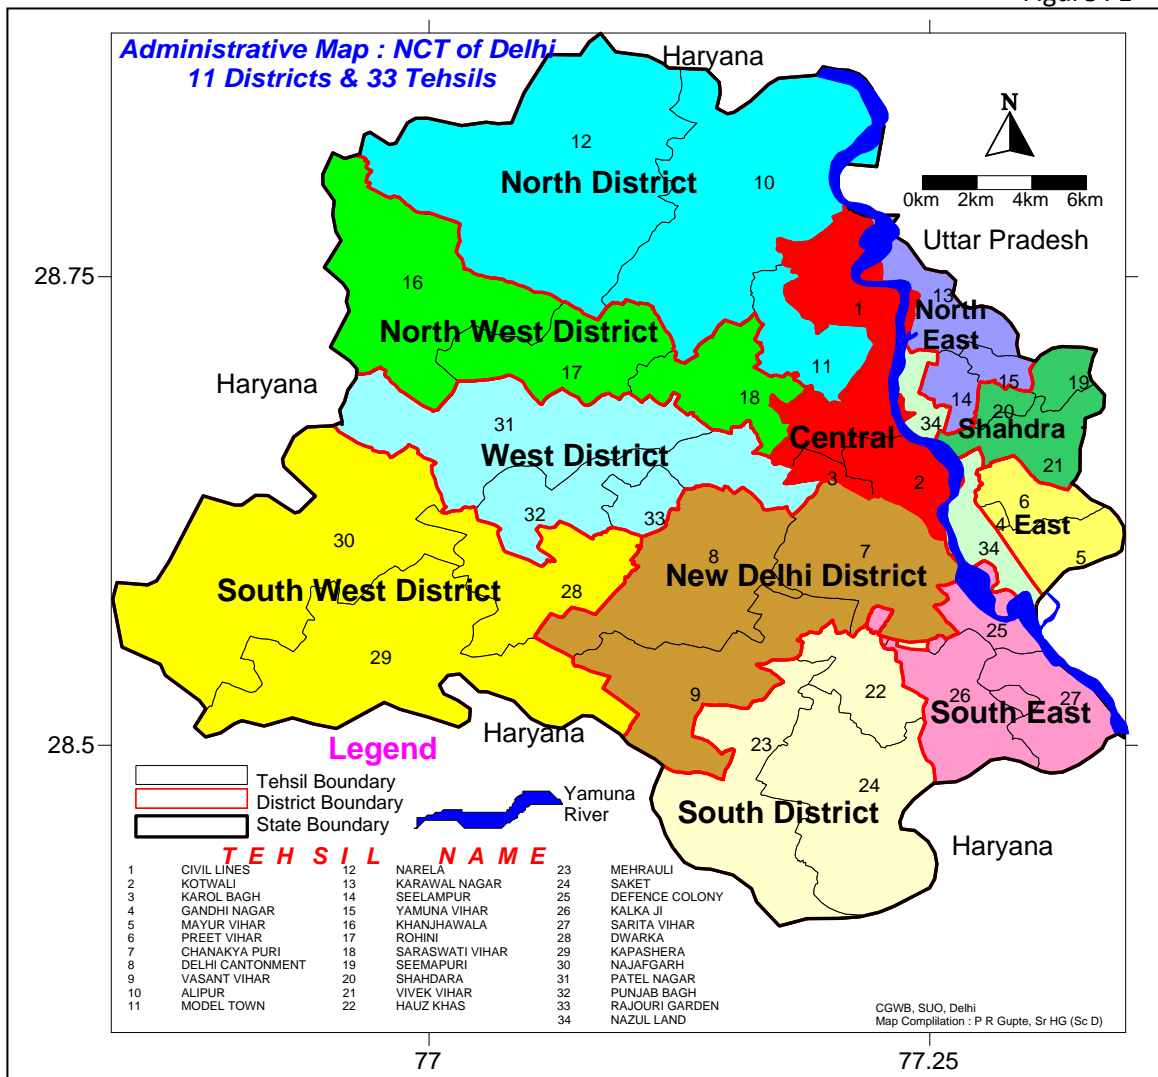 Administrative Map : NCT of Delhi
11 Districts & 33 Tehsils
Haryana
N
0km 2km 4km 6km
Uttar Pradesh
12
North District
10
28.75
16
13
1
North
East
North West District
17
11
15
19
Haryana
18
14
20
34
31
Central
Shahdra
West District
21
3
2
6
32
33
4
East
30
8
7
34
5
South West District
New Delhi District
28
25
29
9
22
26
27
South East
28.5
Haryana
23
24
South District
Haryana
Legend
Tehsil Boundary
District Boundary
State Boundary
Yamuna
River
TEHSIL NAME
1 CIVIL LINES 12 NARELA 23 MEHRAULI
2 KOTWALI 13 KARAWAL NAGAR 24 SAKET
3 KAROL BAGH 14 SEELAMPUR 25 DEFENCE COLONY
4 GANDHI NAGAR 15 YAMUNA VIHAR 26 KALKA JI
5 MAYUR VIHAR 16 KHANJHAWALA 27 SARITA VIHAR
6 PREET VIHAR 17 ROHINI 28 DWARKA
7 CHANAKYA PURI 18 SARASWATI VIHAR 29 KAPASHERA
8 DELHI CANTONMENT 19 SEEMAPURI 30 NAJAFGARH
9 VASANT VIHAR 20 SHAHDARA 31 PATEL NAGAR
10 ALIPUR 21 VIVEK VIHAR 32 PUNJAB BAGH
11 MODEL TOWN 22 HAUZ KHAS 33 RAJOURI GARDEN
34 NAZUL LAND
CGWB, SUO, Delhi
Map Complilation : P R Gupte, Sr HG (Sc D)
77 77.25